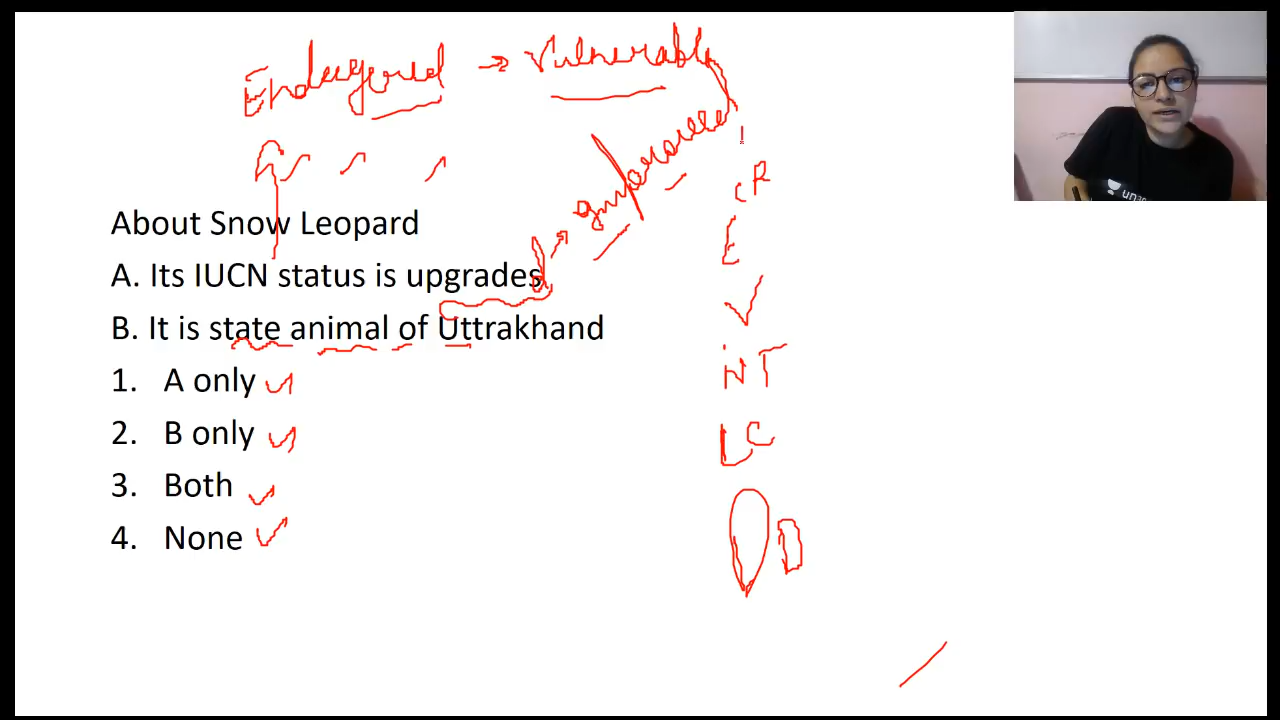 Endangered → Vulnerable
CR
About Snow Leopard
E
A. Its IUCN status is upgrades
d →
V
B. It is state animal of Uttrakhand
NT
1. A only
LC
2. B only
3. Both
D
4. None